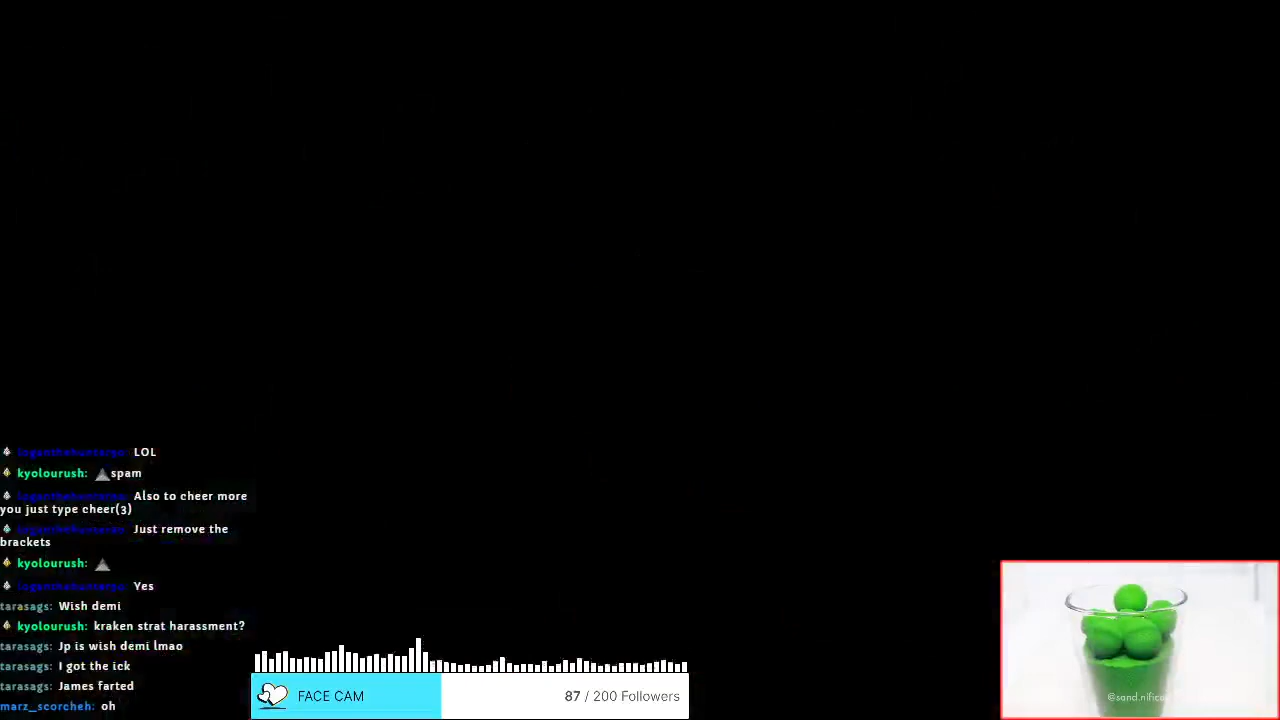 LOL
kyolourush: spam
Also to cheer more
you just type cheer(3)
Just remove the
brackets
kyolourush:
Yes
tarasags: Wish demi
kyolourush: kraken strat harassment?
tarasags: Jp is wish demi lmao
tarasags: I got the ick
tarasags: James farted
marz_scorcheh: oh
FACE CAM
87 / 200 Followers